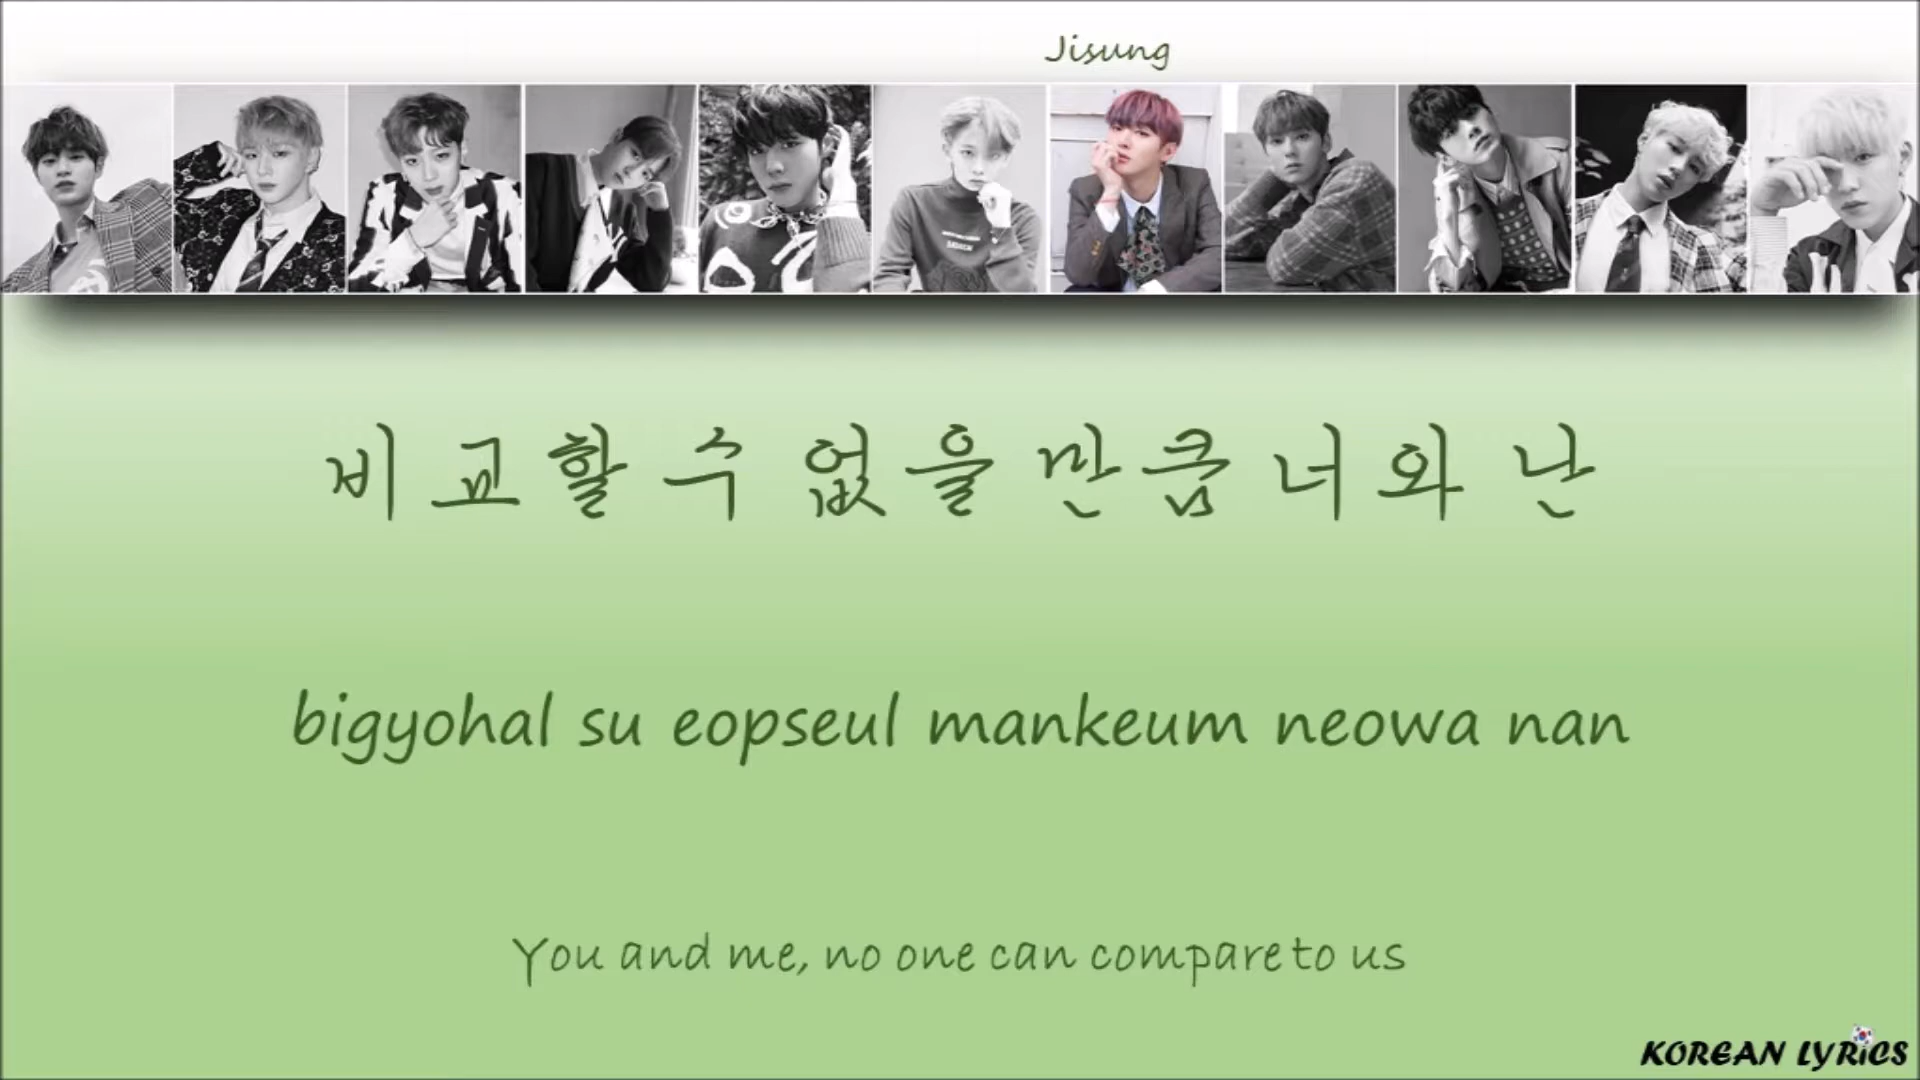 Jisung
비교할 수 없을 만큼 너와 난
bigyohal su eopseul mankeum neowa nan
You and me, no one can compare to us
KOREAN LYRICS